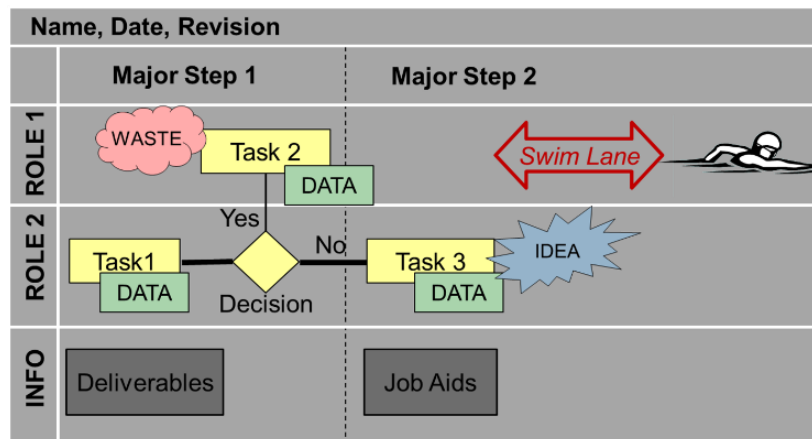 Name, Date, Revision
Major Step 1
Major Step 2
ROLE 1
WASTE
Task 2
DATA
Swim Lane
Yes
ROLE 2
Task1
DATA
Decision
No
Task 3
DATA
IDEA
INFO
Deliverables
Job Aids